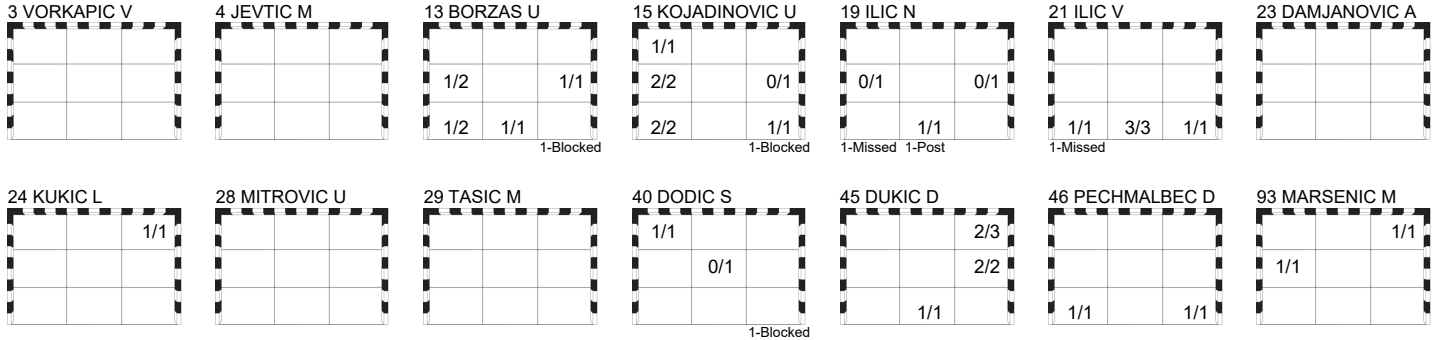 3 VORKAPIC V 4 JEVTIC M 13 BORZAS U 15 KOJADINOVIC U 19 ILIC N 21 ILIC V 23 DAMJANOVIC A
1/1
1/2 1/1 2/2 0/1 0/1 0/1
1/2 1/1 2/2 1/1 1/1 1/1 3/3 1/1
1-Blocked 1-Blocked 1-Missed 1-Post 1-Missed
24 KUKIC L 28 MITROVIC U 29 TASIC M 40 DODIC S 45 DUKIC D 46 PECHMALBEC D 93 MARSENIC M
1/1 1/1 2/3 1/1
0/1 2/2 1/1
1/1 1/1 1/1
1-Blocked